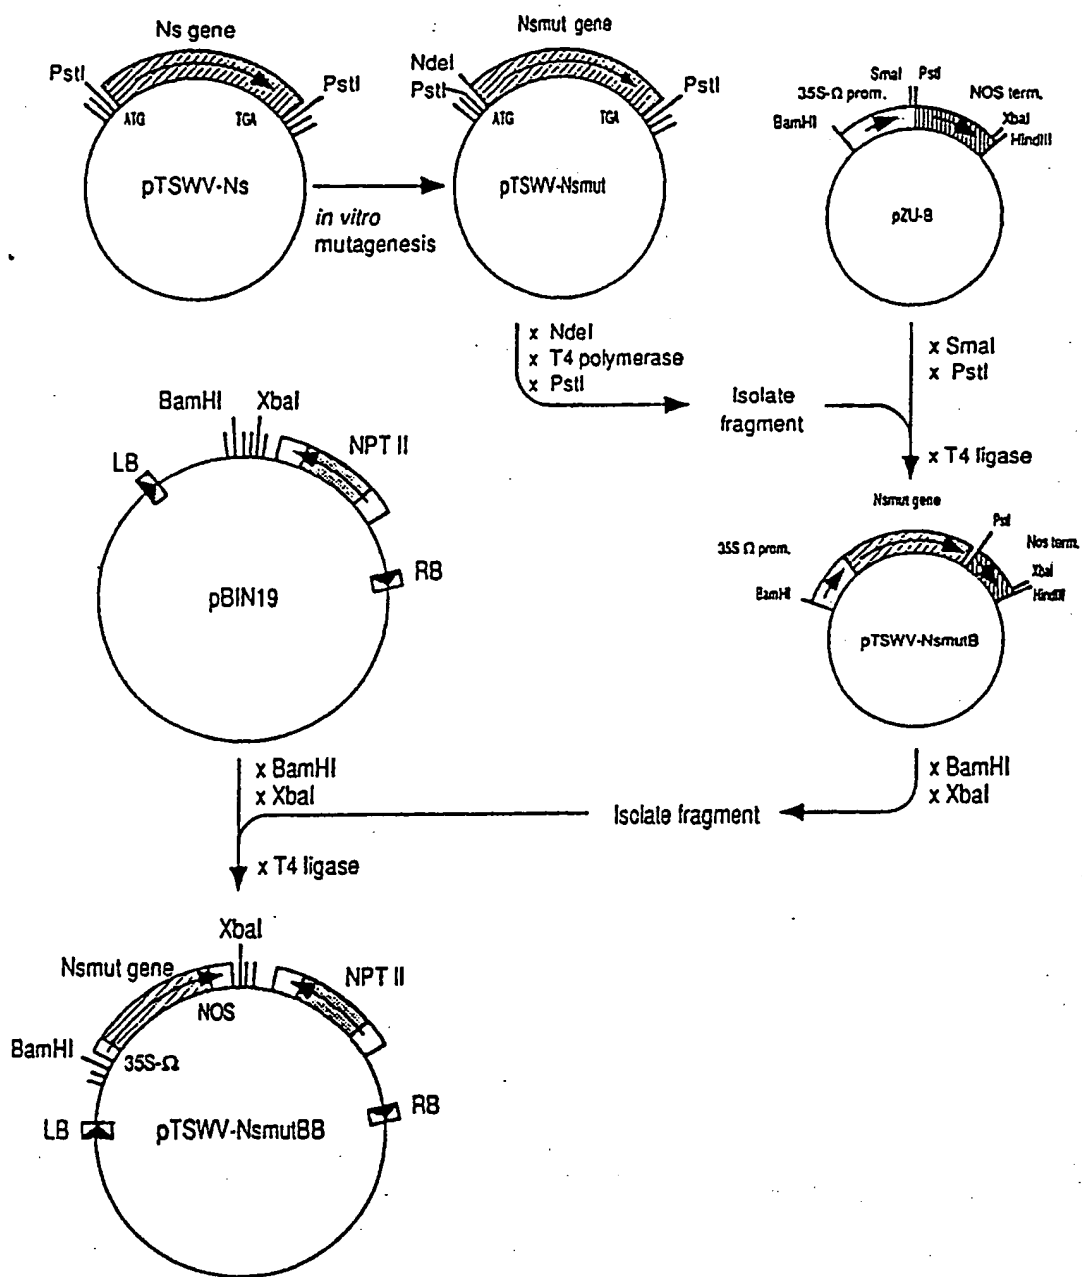 Ns gene
PstI
PstI
ATG
TGA
pTSWV-Ns
in vitro
mutagenesis
Nsmut gene
NdeI
PstI
PstI
ATG
TGA
pTSWV-Nsmut
SmaI
PstI
35S-Ω prom.
NOS term.
BamHI
XbaI
HindIII
pZU-B
x NdeI
x T4 polymerase
x PstI
Isolate
fragment
x SmaI
x PstI
x T4 ligase
BamHI
XbaI
NPT II
LB
RB
pBIN19
Nsmut gene
PstI
35S Ω prom.
Nos term.
XbaI
BamHI
HindIII
pTSWV-NsmutB
x BamHI
x XbaI
Isolate fragment
x BamHI
x XbaI
x T4 ligase
XbaI
Nsmut gene
NPT II
NOS
BamHI
35S-Ω
LB
RB
pTSWV-NsmutBB